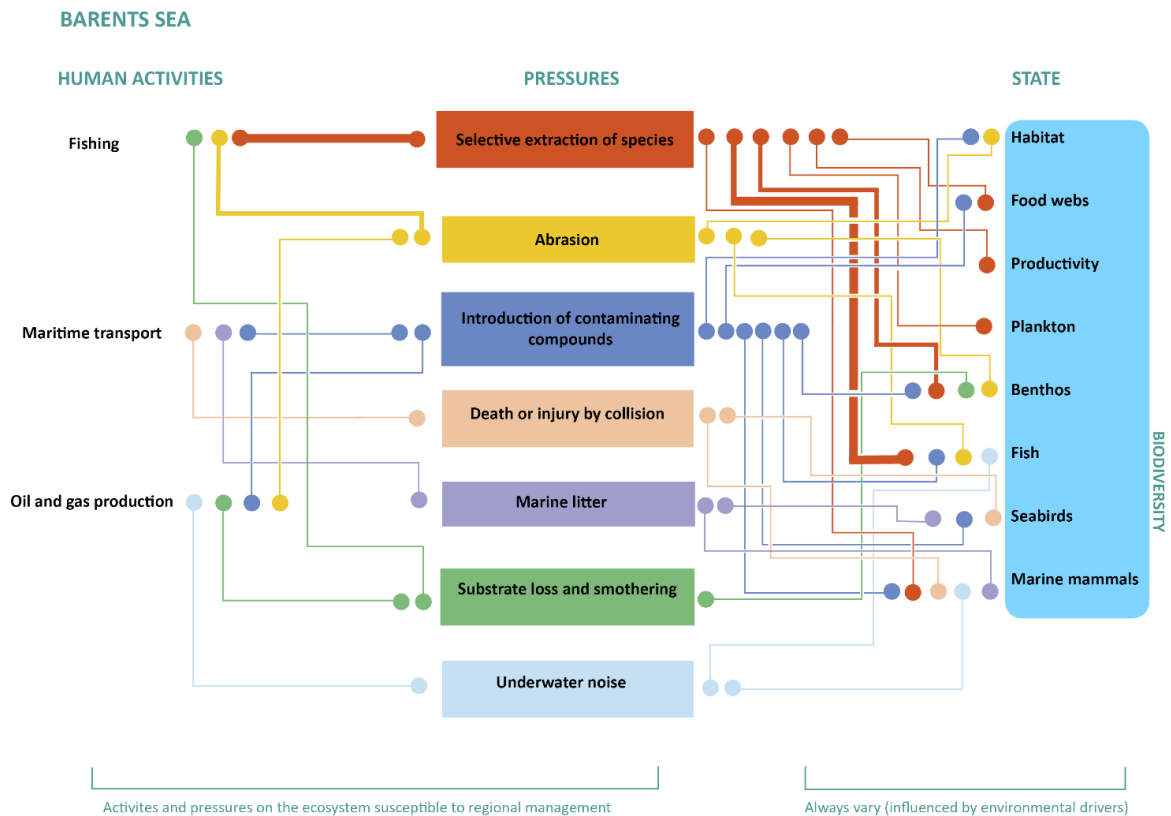 BARENTS SEA
HUMAN ACTIVITIES
PRESSURES
STATE
Fishing
Selective extraction of species
Habitat
Food webs
Abrasion
Productivity
Maritime transport
Introduction of contaminating
compounds
Plankton
Benthos
Death or injury by collision
Fish
BIODIVERSITY
Oil and gas production
Marine litter
Seabirds
Marine mammals
Substrate loss and smothering
Underwater noise
Activites and pressures on the ecosystem susceptible to regional management
Always vary (influenced by environmental drivers)